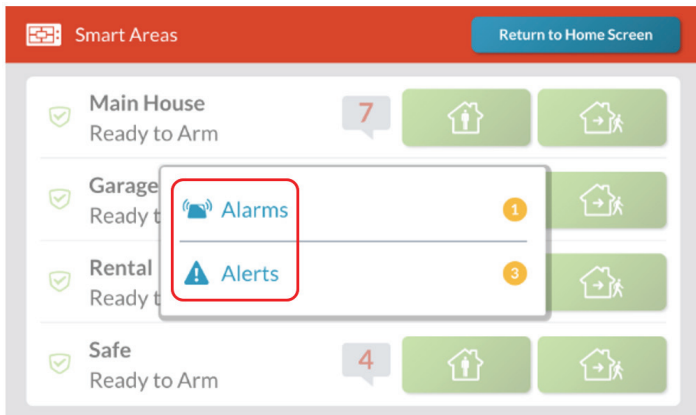 Smart Areas
Return to Home Screen
Main House
7
Ready to Arm
Garage
Ready t
Alarms
1
Alerts
3
Rental
Ready t
Safe
4
Ready to Arm